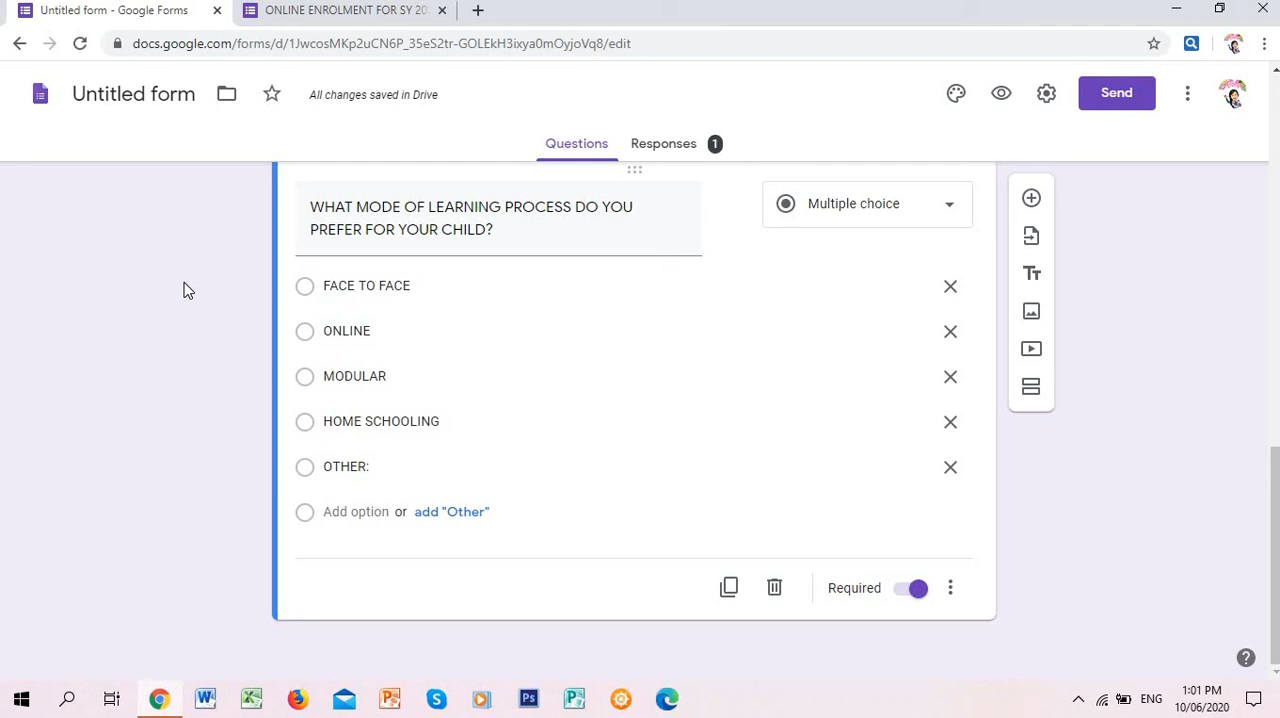 Untitled form - Google Forms
ONLINE ENROLMENT FOR SY 202
docs.google.com/forms/d/1JwcosMKp2uCN6P_35eS2tr-GOLEkH3ixya0mOyjoVq8/edit
Untitled form
All changes saved in Drive
Send
Questions
Responses 1
WHAT MODE OF LEARNING PROCESS DO YOU
PREFER FOR YOUR CHILD?
Multiple choice
FACE TO FACE
ONLINE
MODULAR
HOME SCHOOLING
OTHER:
Add option or add "Other"
Required
ENG
1:01 PM
10/06/2020